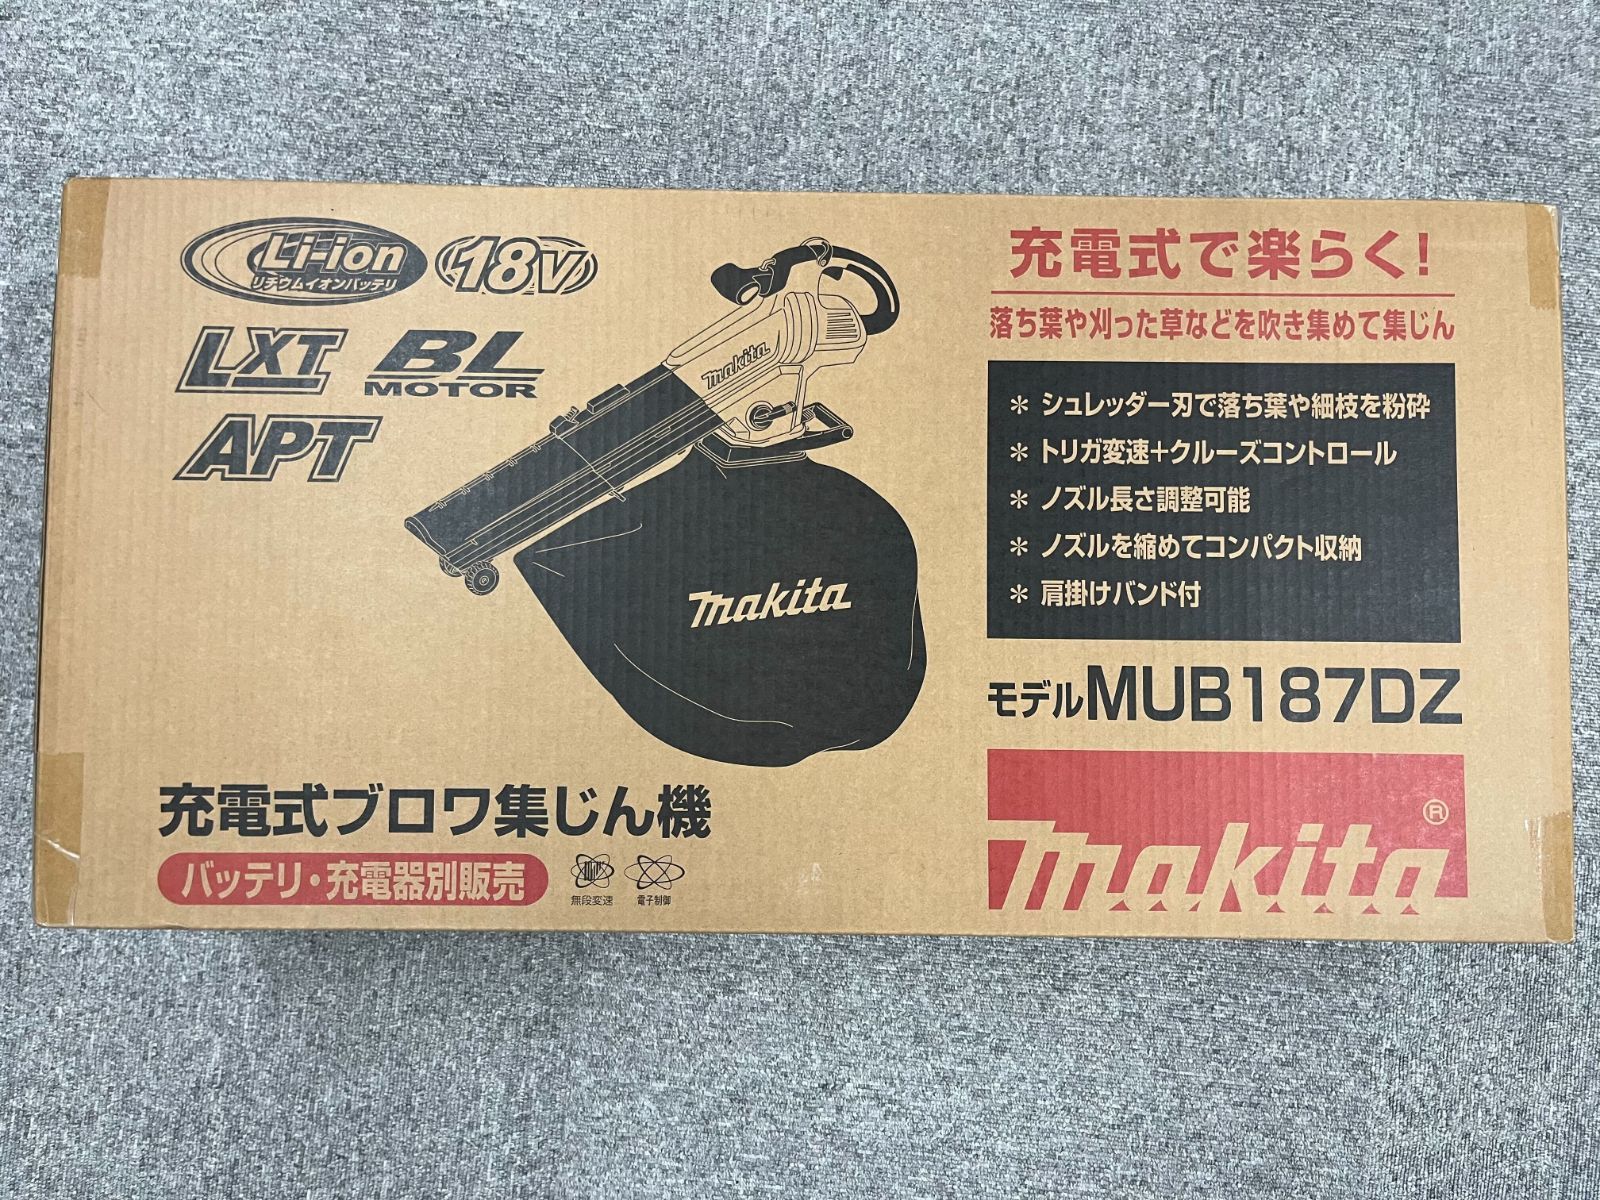 Li-ion
リチウムイオンバッテリ
18V
LXT
BL
MOTOR
APT
makita
makita
充電式ブロワ集じん機
バッテリ・充電器別販売
無段変速
電子制御
充電式で楽らく!
落ち葉や刈った草などを吹き集めて集じん
＊ シュレッダー刃で落ち葉や細枝を粉砕
＊ トリガ変速＋クルーズコントロール
＊ ノズル長さ調整可能
＊ ノズルを縮めてコンパクト収納
＊ 肩掛けバンド付
モデルMUB187DZ
makita®